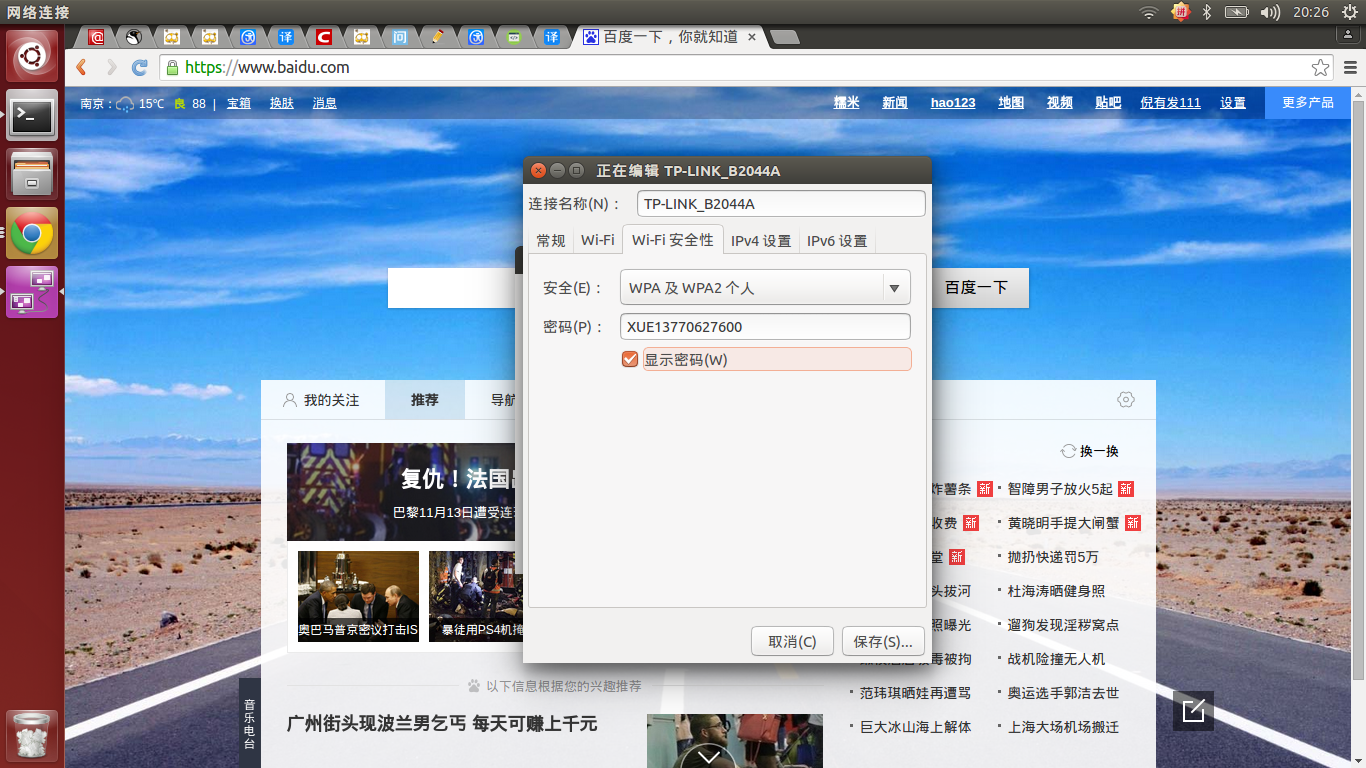 网络连接
20:26
百度一下，你就知道
https://www.baidu.com
南京： 15℃ 良 88 | 宝箱 换肤 消息
糯米 新闻 hao123 地图 视频 贴吧 倪有发111 设置 更多产品
正在编辑 TP-LINK_B2044A
连接名称(N)： TP-LINK_B2044A
常规 Wi-Fi Wi-Fi 安全性 IPv4 设置 IPv6 设置
安全(E)： WPA 及 WPA2 个人
百度一下
密码(P)： XUE13770627600
显示密码(W)
我的关注 推荐 导航
换一换
复仇！法国
巴黎11月13日遭受连
炸薯条 新 智障男子放火5起 新
收费 新 黄晓明手提大闸蟹 新
堂 新 抛扔快递罚5万
头拔河 杜海涛晒健身照
照曝光 遛狗发现淫秽窝点
奥巴马普京密议打击IS 暴徒用PS4机掩
取消(C) 保存(S)...
毒被拘 战机险撞无人机
以下信息根据您的兴趣推荐
范玮琪晒娃再遭骂 奥运选手郭洁去世
广州街头现波兰男乞丐 每天可赚上千元
巨大冰山海上解体 上海大场机场搬迁
音乐电台